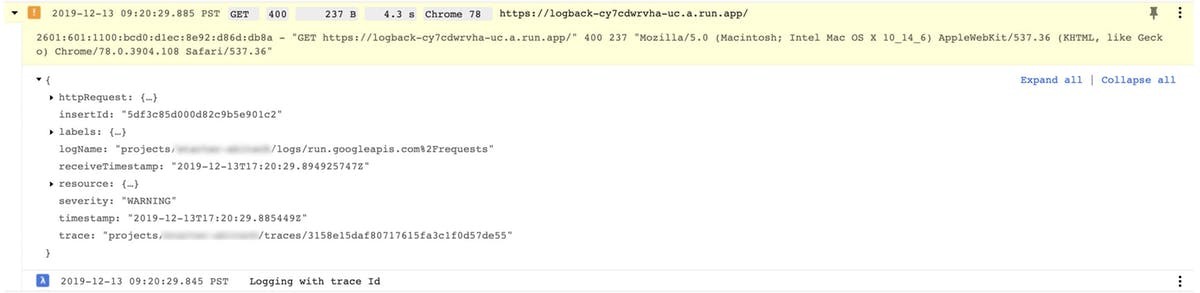 ! 2019-12-13 09:20:29.885 PST GET 400 237 B 4.3 s Chrome 78 https://logback-cy7cdwrvha-uc.a.run.app/
2601:601:1100:bcd0:d1ec:8e92:d86d:db8a – "GET https://logback-cy7cdwrvha-uc.a.run.app/" 400 237 "Mozilla/5.0 (Macintosh; Intel Mac OS X 10_14_6) AppleWebKit/537.36 (KHTML, like Geck
o) Chrome/78.0.3904.108 Safari/537.36"
{ Expand all | Collapse all
httpRequest: {…}
insertId: "5df3c85d000d82c9b5e901c2"
labels: {…}
logName: "projects/ /logs/run.googleapis.com%2Frequests"
receiveTimestamp: "2019-12-13T17:20:29.894925747Z"
resource: {…}
severity: "WARNING"
timestamp: "2019-12-13T17:20:29.885449Z"
trace: "projects/ /traces/3158e15daf80717615fa3c1f0d57de55"
}
λ 2019-12-13 09:20:29.845 PST Logging with trace Id